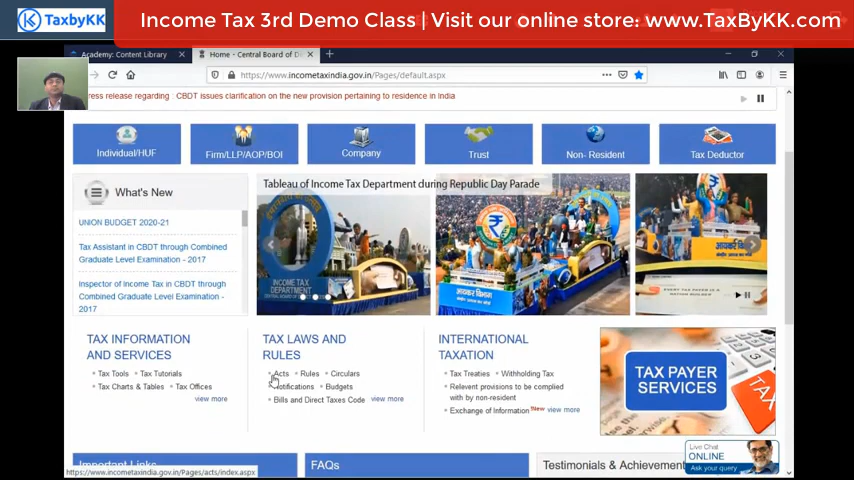 TaxbyKK
Income Tax 3rd Demo Class | Visit our online store: www.TaxByKK.com
Academy: Content Library
Home - Central Board of Di
https://www.incometaxindia.gov.in/Pages/default.aspx
ress release regarding : CBDT issues clarification on the new provision pertaining to residence in India
Individual/HUF
Firm/LLP/AOP/BOI
Company
Trust
Non- Resident
Tax Deductor
What's New
Tableau of Income Tax Department during Republic Day Parade
UNION BUDGET 2020-21
Tax Assistant in CBDT through Combined
Graduate Level Examination - 2017
Inspector of Income Tax in CBDT through
Combined Graduate Level Examination -
2017
INCOME TAX
DEPARTMENT
आयकर विभाग
TAX INFORMATION
AND SERVICES
Tax Tools Tax Tutorials
Tax Charts & Tables Tax Offices
view more
TAX LAWS AND
RULES
Acts Rules Circulars
Notifications Budgets
Bills and Direct Taxes Code view more
INTERNATIONAL
TAXATION
Tax Treaties Withholding Tax
Relevant provisions to be complied
with by non-resident
Exchange of Information New view more
TAX PAYER
SERVICES
TAX
Live Chat
ONLINE
Ask your query
Important Links
FAQs
Testimonials & Achievement
https://www.incometaxindia.gov.in/Pages/acts/index.aspx